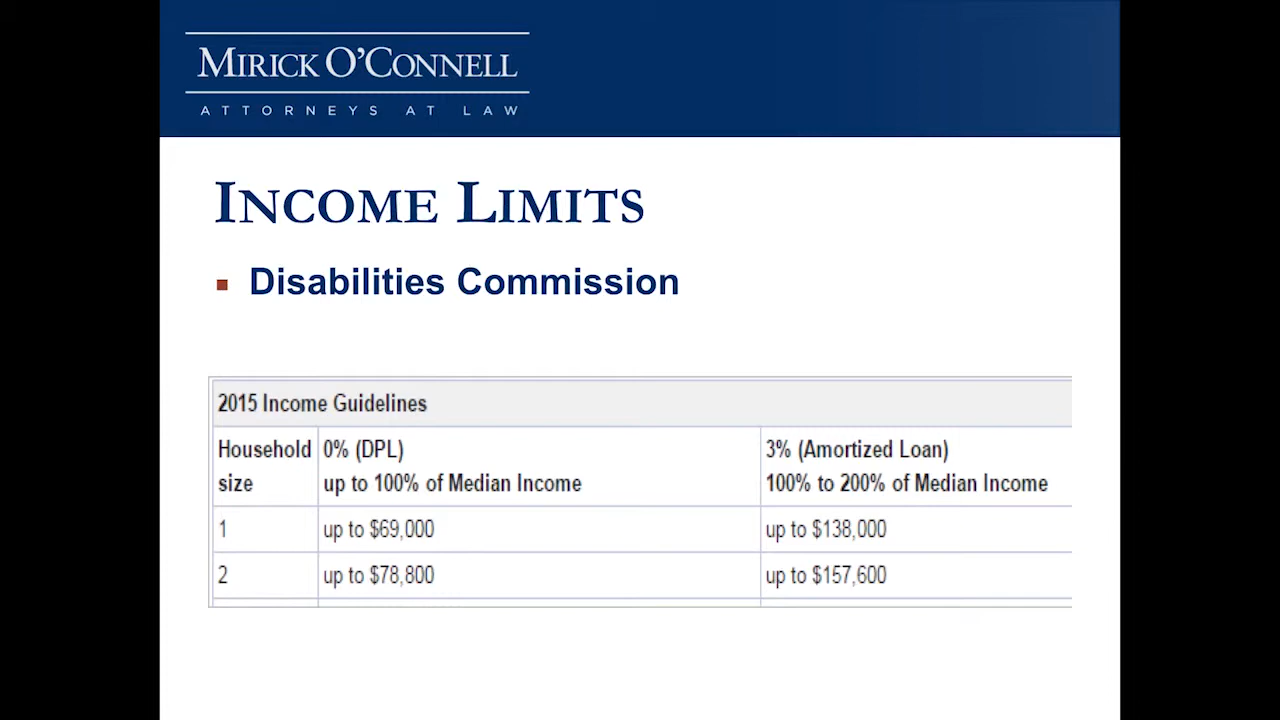 MIRICK O'CONNELL
ATTORNEYS AT LAW
INCOME LIMITS
Disabilities Commission
2015 Income Guidelines
Household size 0% (DPL) up to 100% of Median Income 3% (Amortized Loan) 100% to 200% of Median Income
1 up to $69,000 up to $138,000
2 up to $78,800 up to $157,600